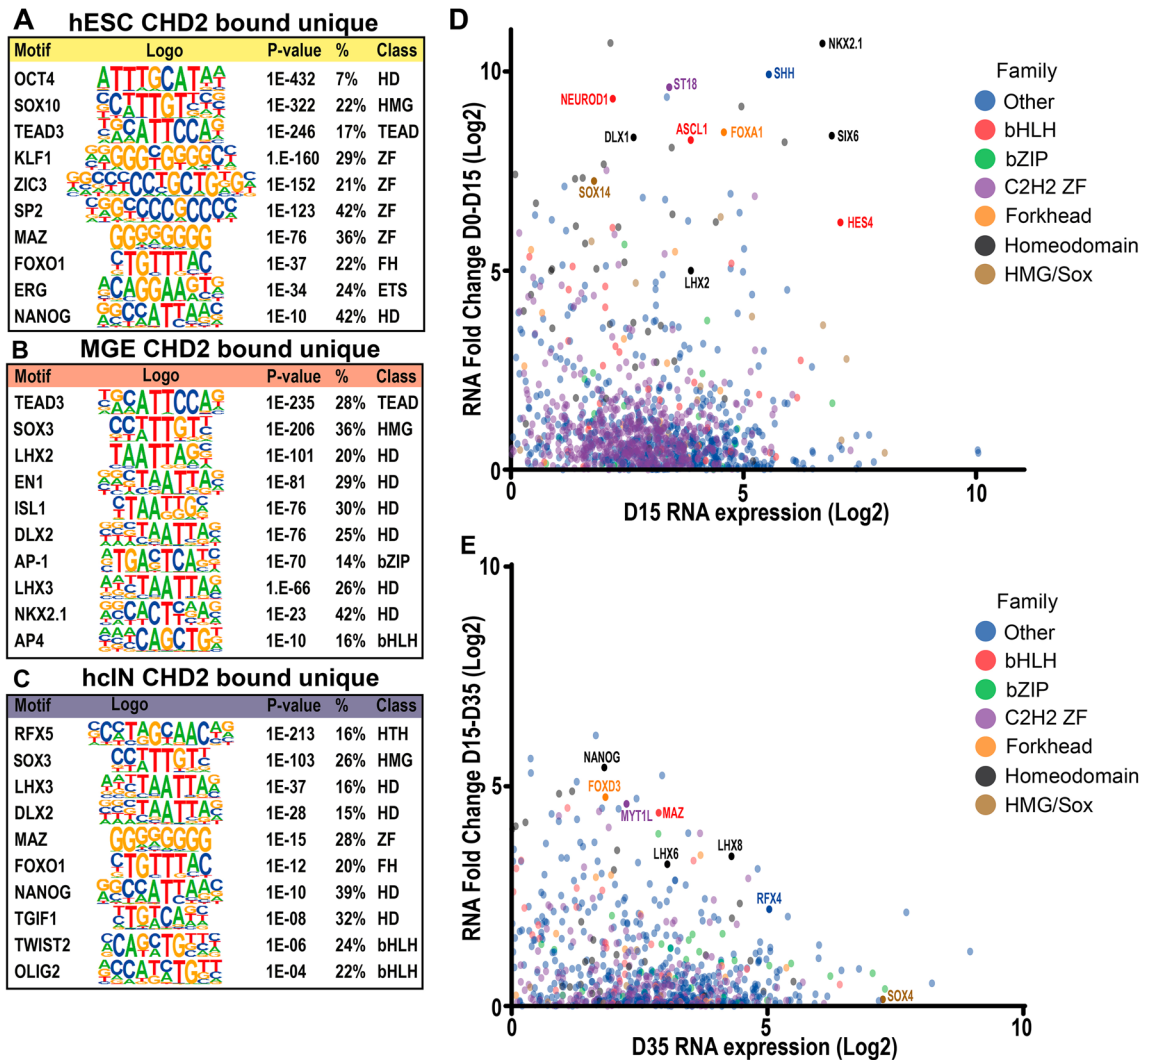 A hESC CHD2 bound unique
Motif Logo P-value % Class
OCT4 ATTTGCATAA 1E-432 7% HD
SOX10 1E-322 22% HMG
TEAD3 1E-246 17% TEAD
KLF1 1.E-160 29% ZF
ZIC3 1E-152 21% ZF
SP2 1E-123 42% ZF
MAZ GGGGGGGG 1E-76 36% ZF
FOXO1 CTGTTTAC 1E-37 22% FH
ERG 1E-34 24% ETS
NANOG 1E-10 42% HD
B MGE CHD2 bound unique
Motif Logo P-value % Class
TEAD3 1E-235 28% TEAD
SOX3 1E-206 36% HMG
LHX2 1E-101 20% HD
EN1 1E-81 29% HD
ISL1 1E-76 30% HD
DLX2 1E-76 25% HD
AP-1 1E-70 14% bZIP
LHX3 1.E-66 26% HD
NKX2.1 1E-23 42% HD
AP4 1E-10 16% bHLH
C hcIN CHD2 bound unique
Motif Logo P-value % Class
RFX5 1E-213 16% HTH
SOX3 1E-103 26% HMG
LHX3 1E-37 16% HD
DLX2 1E-28 15% HD
MAZ GGGGGGGG 1E-15 28% ZF
FOXO1 CTGTTTAC 1E-12 20% FH
NANOG 1E-10 39% HD
TGIF1 1E-08 32% HD
TWIST2 1E-06 24% bHLH
OLIG2 1E-04 22% bHLH
D
RNA Fold Change D0-D15 (Log2)
10
5
0
0 5 10
D15 RNA expression (Log2)
NKX2.1
SHH
ST18
NEUROD1
ASCL1
FOXA1
DLX1
SIX6
SOX14
HES4
LHX2
Family
Other
bHLH
bZIP
C2H2 ZF
Forkhead
Homeodomain
HMG/Sox
E
RNA Fold Change D15-D35 (Log2)
10
5
0
0 5 10
D35 RNA expression (Log2)
NANOG
FOXD3
MYT1L
MAZ
LHX6
LHX8
RFX4
SOX4
Family
Other
bHLH
bZIP
C2H2 ZF
Forkhead
Homeodomain
HMG/Sox